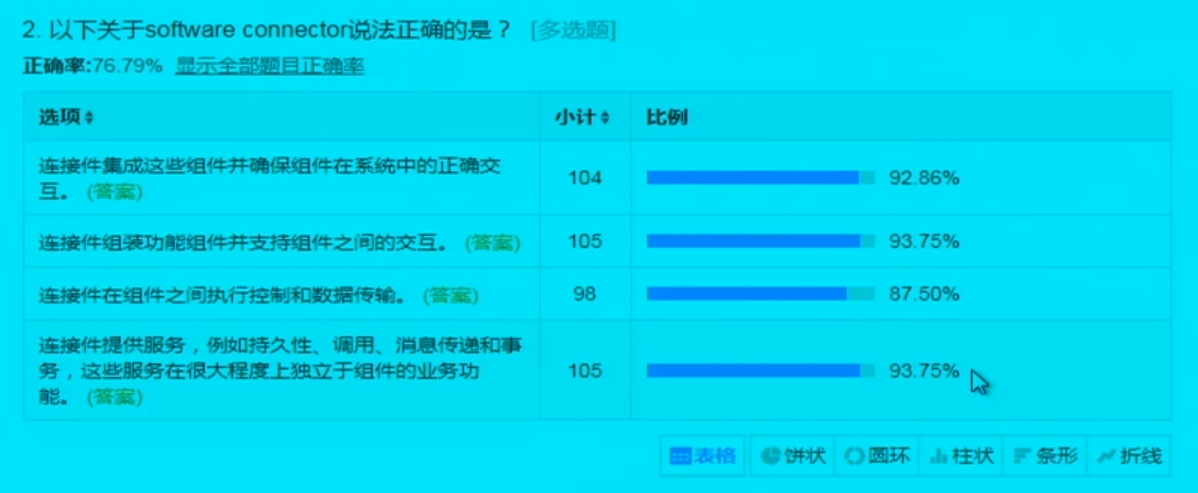 2. 以下关于software connector说法正确的是？ [多选题]
正确率:76.79% 显示全部题目正确率
选项 小计 比例
连接件集成这些组件并确保组件在系统中的正确交
互。 (答案)
104 92.86%
连接件组装功能组件并支持组件之间的交互。 (答案) 105 93.75%
连接件在组件之间执行控制和数据传输。 (答案) 98 87.50%
连接件提供服务，例如持久性、调用、消息传递和事
务，这些服务在很大程度上独立于组件的业务功
能。 (答案)
105 93.75%
表格 饼状 圆环 柱状 条形 折线